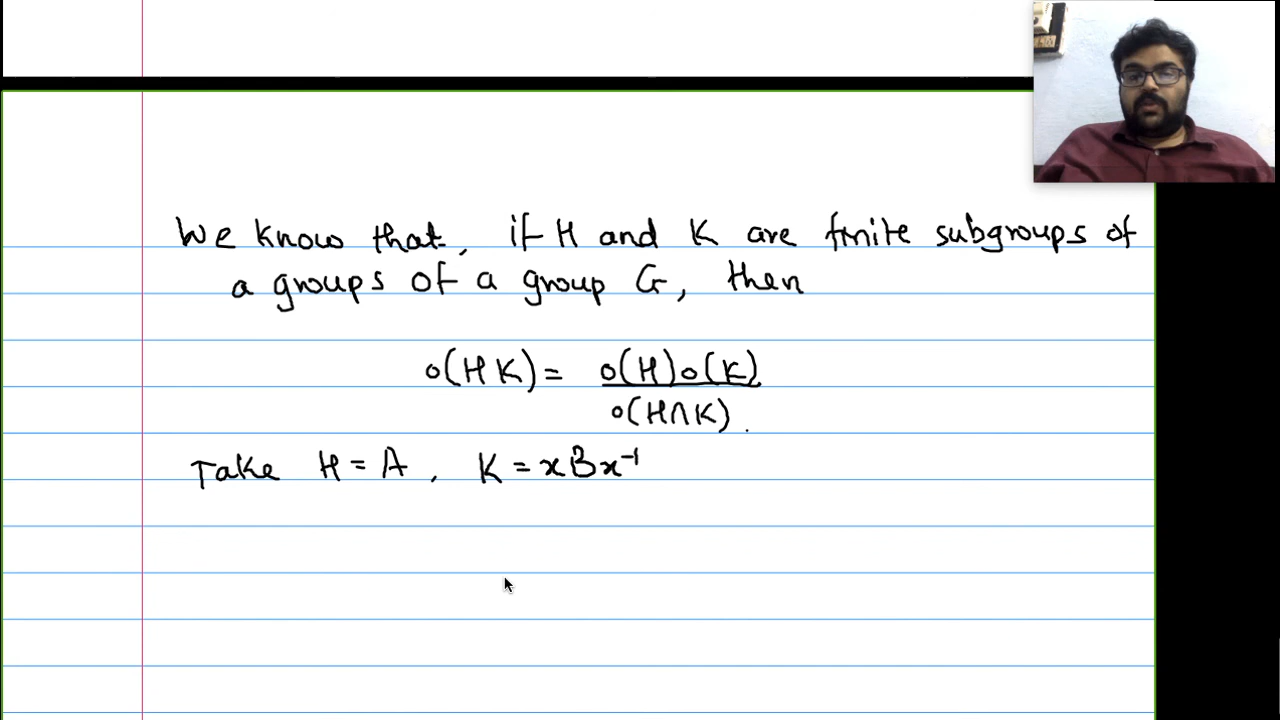 We know that, if H and K are finite subgroups of
a groups of a group G, then
o(HK) = o(H)o(K)
o(H∩K).
Take H = A, K = xBx⁻¹